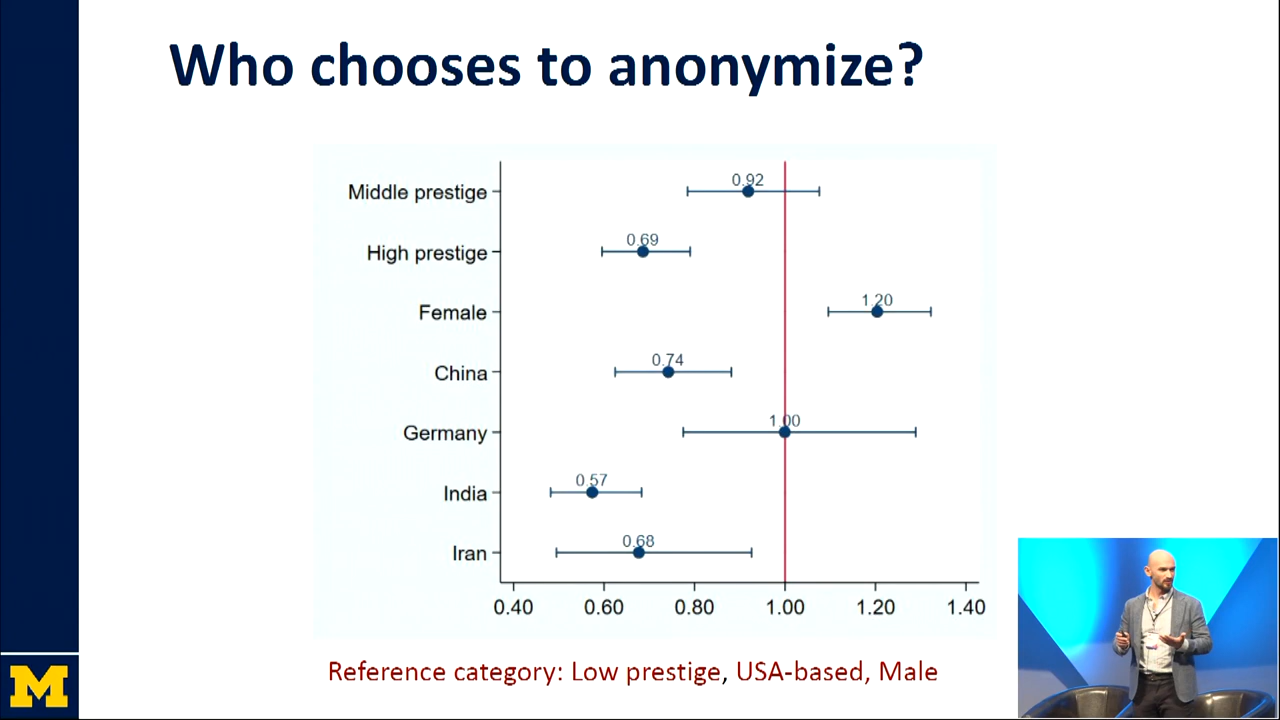 Who chooses to anonymize?
Middle prestige
0.92
High prestige
0.69
Female
1.20
China
0.74
Germany
1.00
India
0.57
Iran
0.68
0.40 0.60 0.80 1.00 1.20 1.40
Reference category: Low prestige, USA-based, Male
M